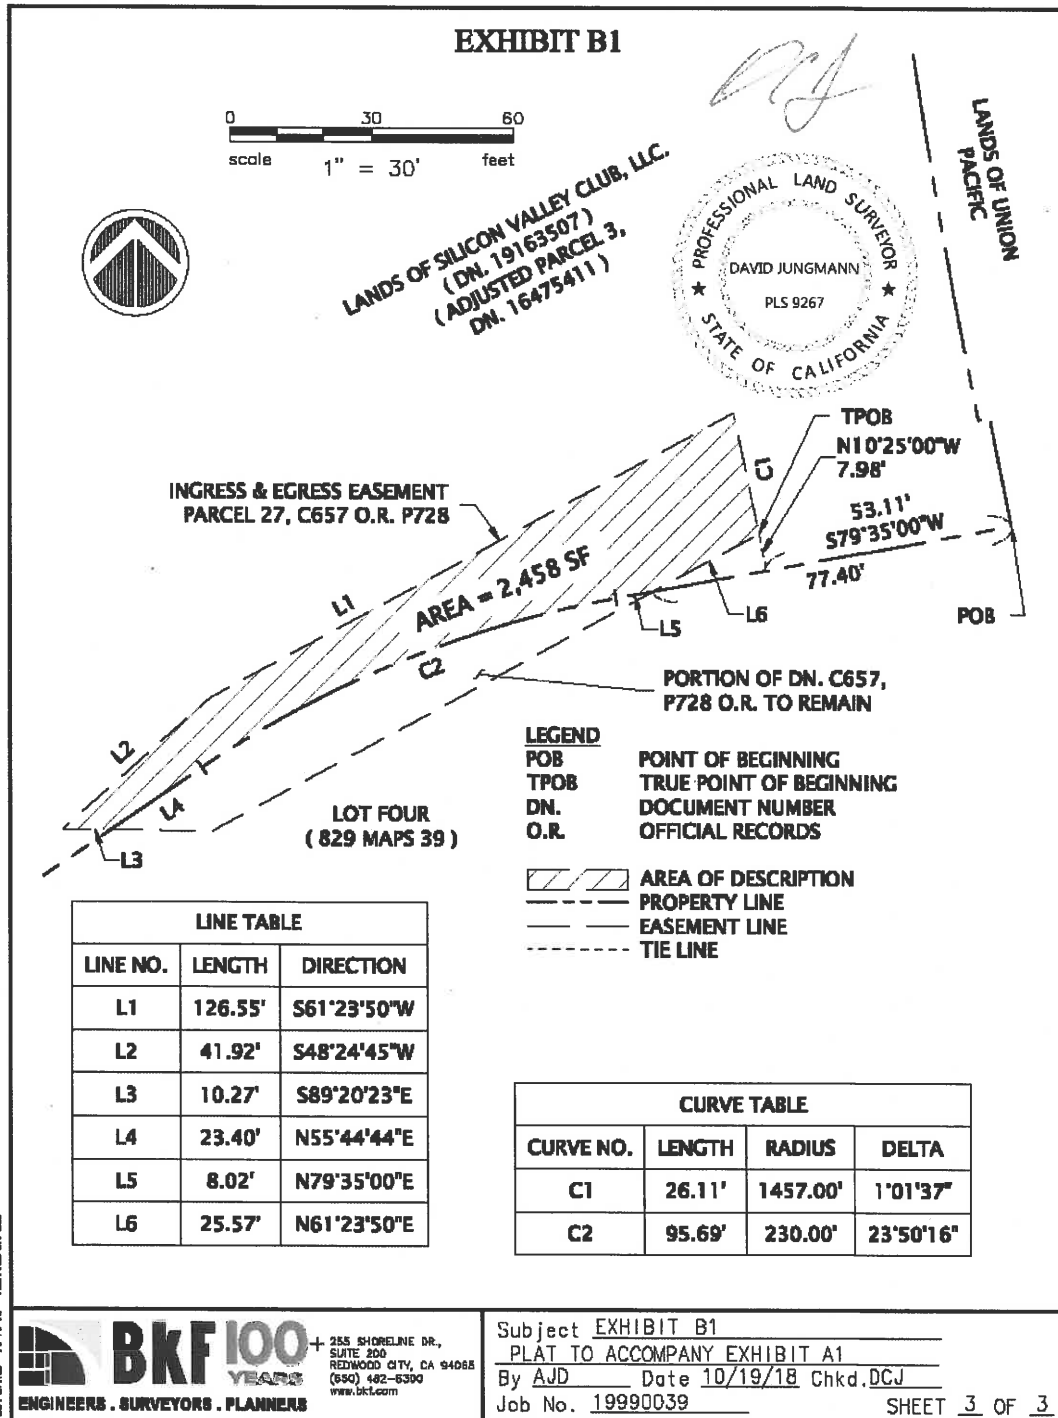 EXHIBIT B1
0 30 60
scale 1" = 30' feet
LANDS OF SILICON VALLEY CLUB, LLC.
( DN. 19163507 )
( ADJUSTED PARCEL 3,
DN. 16475411 )
PROFESSIONAL LAND SURVEYOR
DAVID JUNGMANN
PLS 9267
STATE OF CALIFORNIA
LANDS OF UNION
PACIFIC
TPOB
N10°25'00"W
7.98'
53.11'
S79°35'00"W
77.40'
POB
INGRESS & EGRESS EASEMENT
PARCEL 27, C657 O.R. P728
AREA = 2,458 SF
L1
L2
L3
L4
L5
L6
C2
PORTION OF DN. C657,
P728 O.R. TO REMAIN
LOT FOUR
( 829 MAPS 39 )
LEGEND
POB POINT OF BEGINNING
TPOB TRUE POINT OF BEGINNING
DN. DOCUMENT NUMBER
O.R. OFFICIAL RECORDS
AREA OF DESCRIPTION
PROPERTY LINE
EASEMENT LINE
TIE LINE
LINE TABLE
LINE NO. LENGTH DIRECTION
L1 126.55' S61°23'50"W
L2 41.92' S48°24'45"W
L3 10.27' S89°20'23"E
L4 23.40' N55°44'44"E
L5 8.02' N79°35'00"E
L6 25.57' N61°23'50"E
CURVE TABLE
CURVE NO. LENGTH RADIUS DELTA
C1 26.11' 1457.00' 1°01'37"
C2 95.69' 230.00' 23°50'16"
BKF 100+ YEARS
ENGINEERS . SURVEYORS . PLANNERS
255 SHORELINE DR.,
SUITE 200
REDWOOD CITY, CA 94065
(650) 482-6300
www.bkf.com
Subject EXHIBIT B1
PLAT TO ACCOMPANY EXHIBIT A1
By AJD Date 10/19/18 Chkd.DCJ
Job No. 19990039
SHEET 3 OF 3